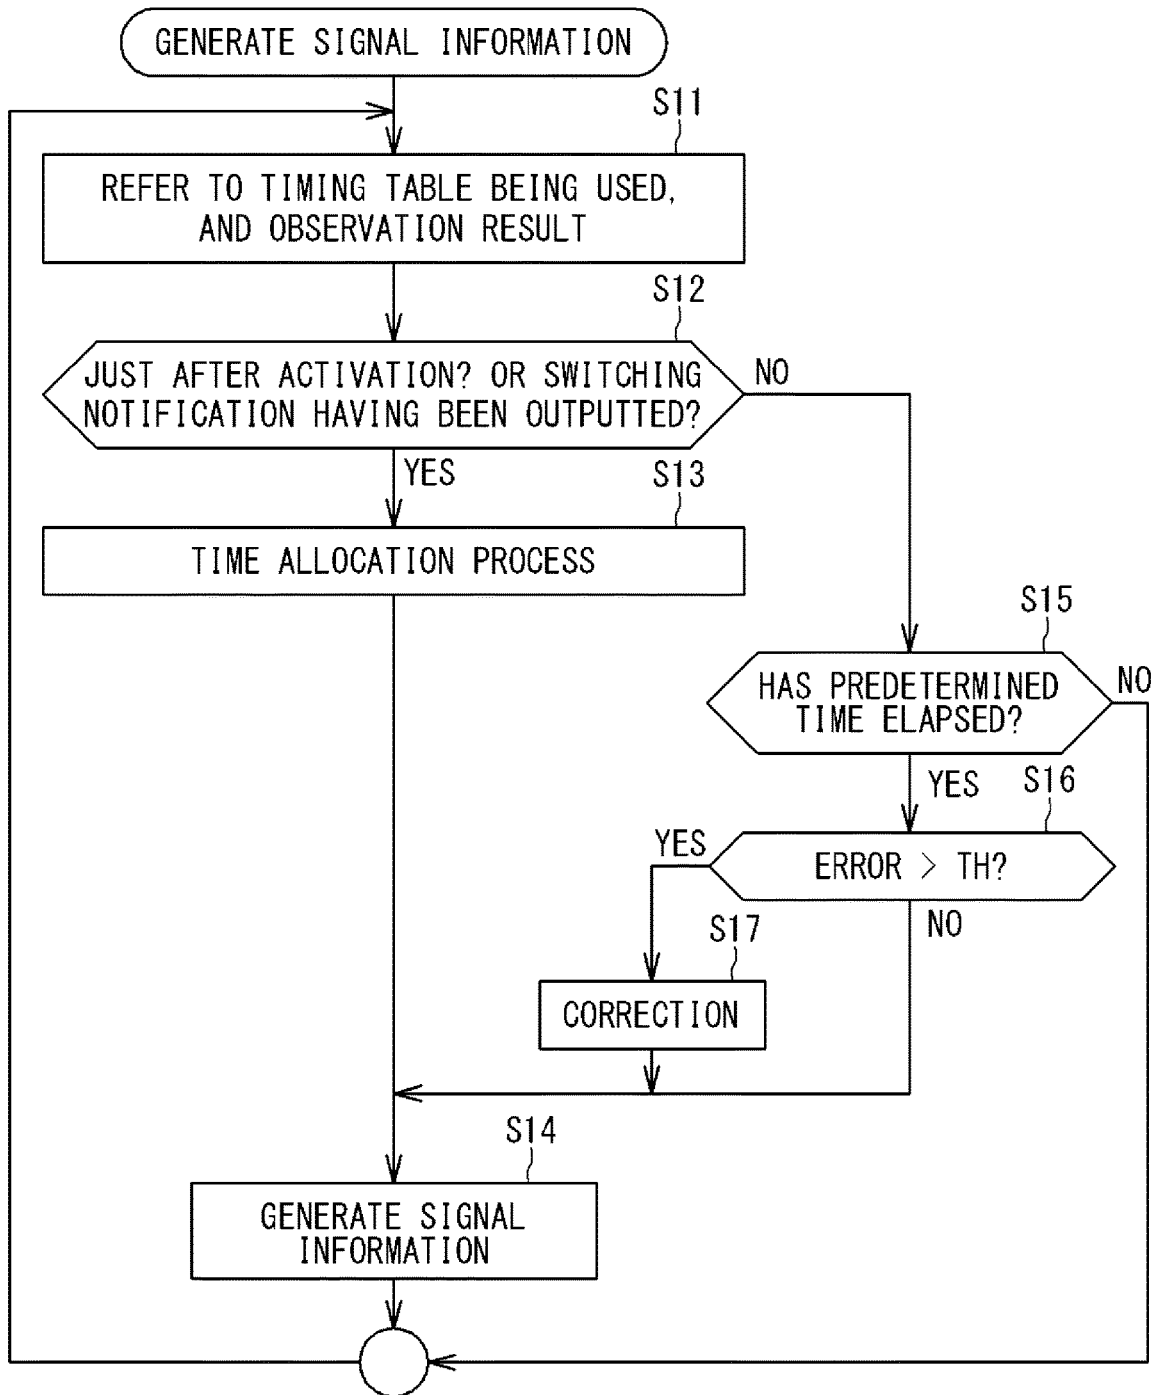 GENERATE SIGNAL INFORMATION
S11
REFER TO TIMING TABLE BEING USED,
AND OBSERVATION RESULT
S12
JUST AFTER ACTIVATION? OR SWITCHING
NOTIFICATION HAVING BEEN OUTPUTTED?
NO
YES
S13
TIME ALLOCATION PROCESS
S15
HAS PREDETERMINED
TIME ELAPSED?
NO
YES
S16
YES
ERROR > TH?
NO
S17
CORRECTION
S14
GENERATE SIGNAL
INFORMATION